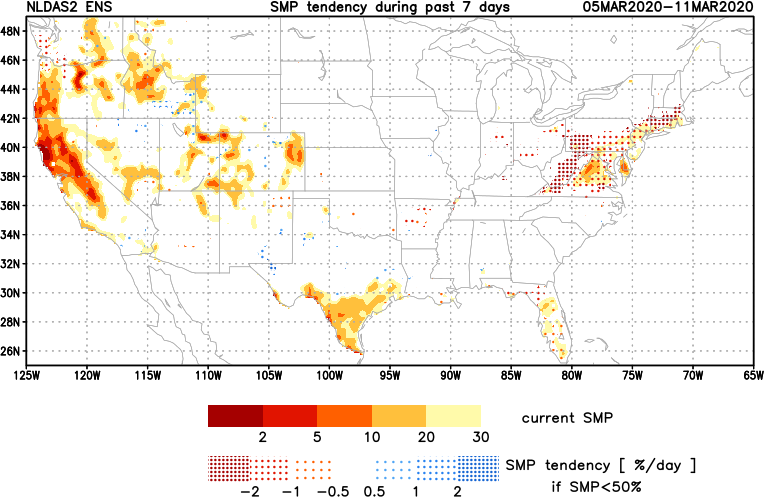 NLDAS2 ENS SMP tendency during past 7 days 05MAR2020−11MAR2020
48N
46N
44N
42N
40N
38N
36N
34N
32N
30N
28N
26N
125W 120W 115W 110W 105W 100W 95W 90W 85W 80W 75W 70W 65W
current SMP
2 5 10 20 30
SMP tendency [ %/day ]
−2 −1 −0.5 0.5 1 2
if SMP<50%